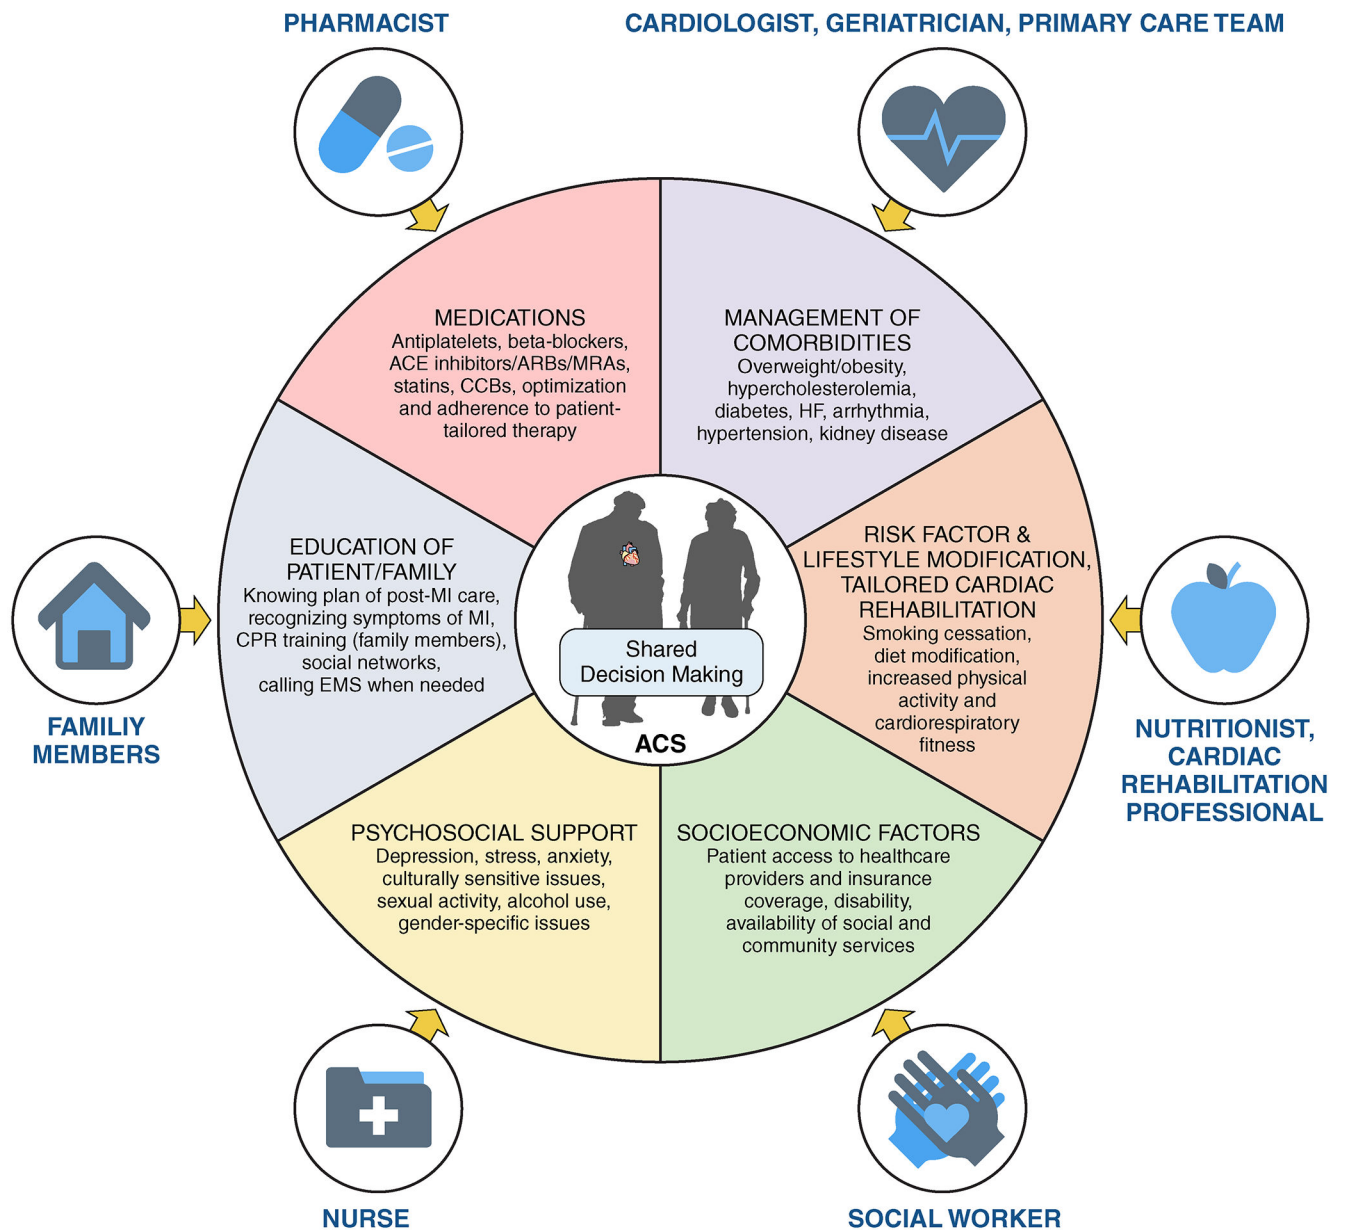 PHARMACIST
CARDIOLOGIST, GERIATRICIAN, PRIMARY CARE TEAM
MEDICATIONS
Antiplatelets, beta-blockers,
ACE inhibitors/ARBs/MRAs,
statins, CCBs, optimization
and adherence to patient-
tailored therapy
MANAGEMENT OF
COMORBIDITIES
Overweight/obesity,
hypercholesterolemia,
diabetes, HF, arrhythmia,
hypertension, kidney disease
EDUCATION OF
PATIENT/FAMILY
Knowing plan of post-MI care,
recognizing symptoms of MI,
CPR training (family members),
social networks,
calling EMS when needed
RISK FACTOR &
LIFESTYLE MODIFICATION,
TAILORED CARDIAC
REHABILITATION
Smoking cessation,
diet modification,
increased physical
activity and
cardiorespiratory
fitness
Shared
Decision Making
ACS
FAMILIY
MEMBERS
NUTRITIONIST,
CARDIAC
REHABILITATION
PROFESSIONAL
PSYCHOSOCIAL SUPPORT
Depression, stress, anxiety,
culturally sensitive issues,
sexual activity, alcohol use,
gender-specific issues
SOCIOECONOMIC FACTORS
Patient access to healthcare
providers and insurance
coverage, disability,
availability of social and
community services
NURSE
SOCIAL WORKER